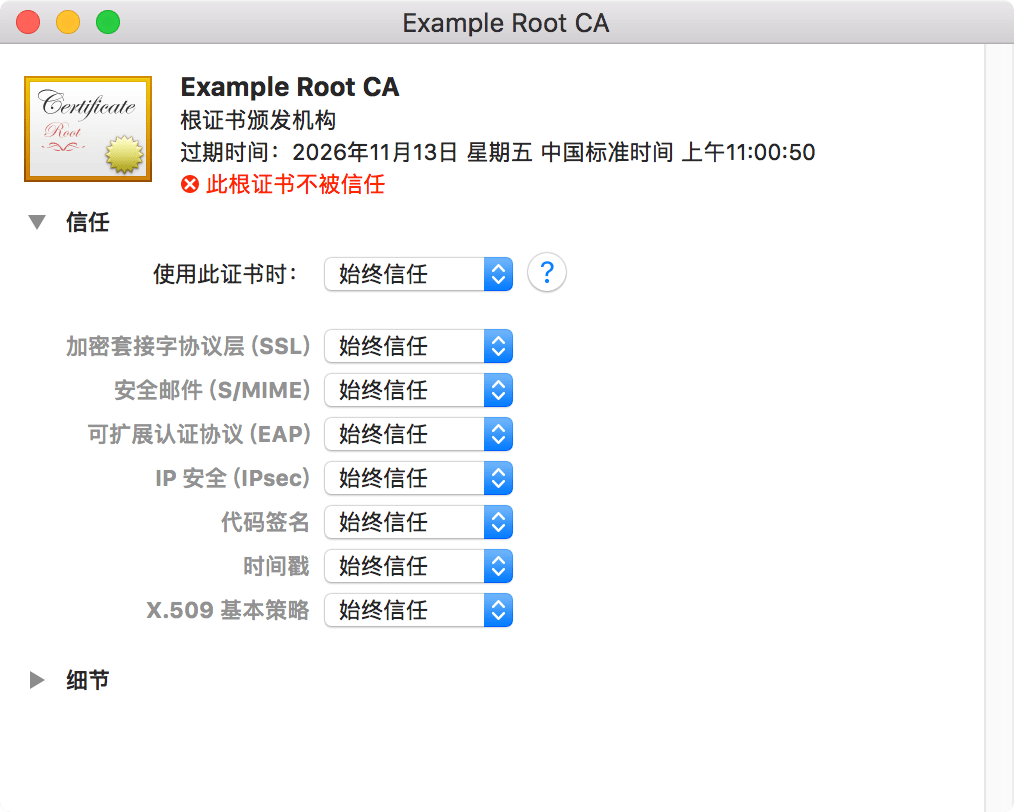 Example Root CA
Certificate
Root
Example Root CA
根证书颁发机构
过期时间：2026年11月13日 星期五 中国标准时间 上午11:00:50
此根证书不被信任
信任
使用此证书时： 始终信任 ?
加密套接字协议层 (SSL) 始终信任
安全邮件 (S/MIME) 始终信任
可扩展认证协议 (EAP) 始终信任
IP 安全 (IPsec) 始终信任
代码签名 始终信任
时间戳 始终信任
X.509 基本策略 始终信任
细节